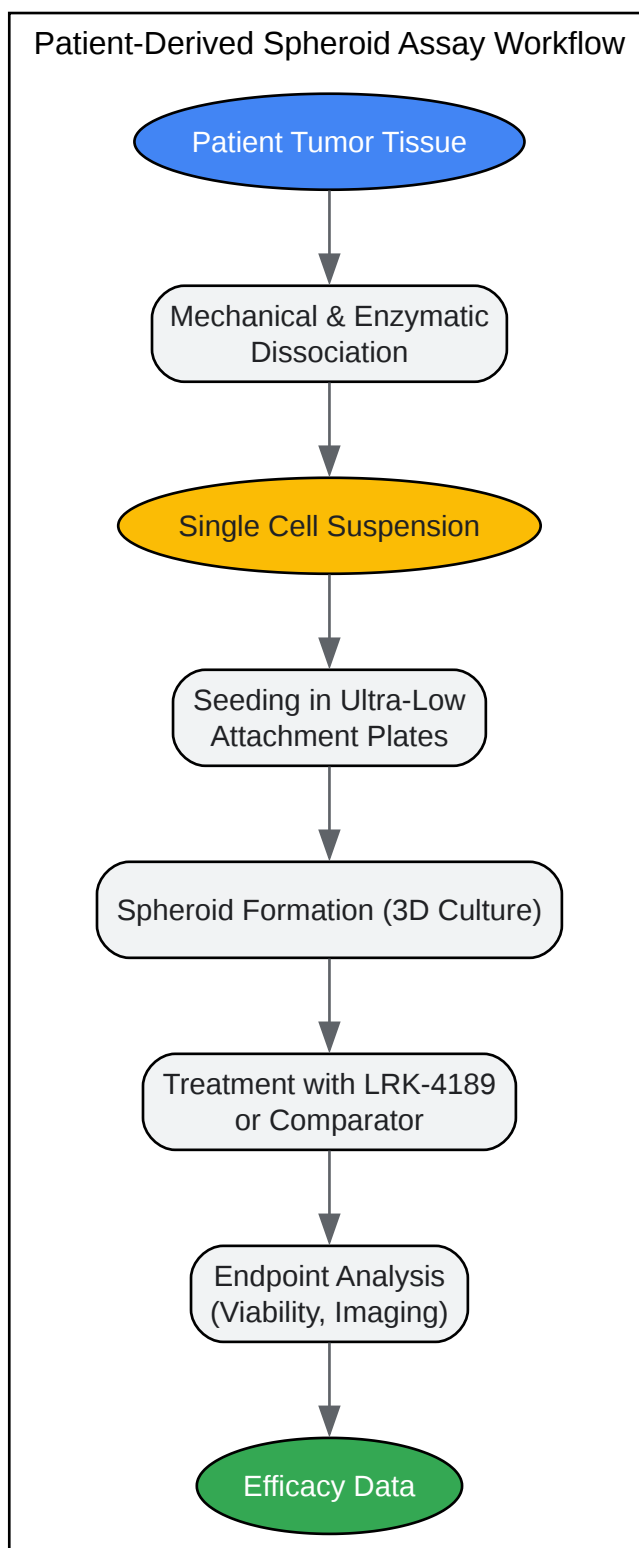 Patient-Derived Spheroid Assay Workflow
Patient Tumor Tissue
Mechanical & Enzymatic
Dissociation
Single Cell Suspension
Seeding in Ultra-Low
Attachment Plates
Spheroid Formation (3D Culture)
Treatment with LRK-4189
or Comparator
Endpoint Analysis
(Viability, Imaging)
Efficacy Data